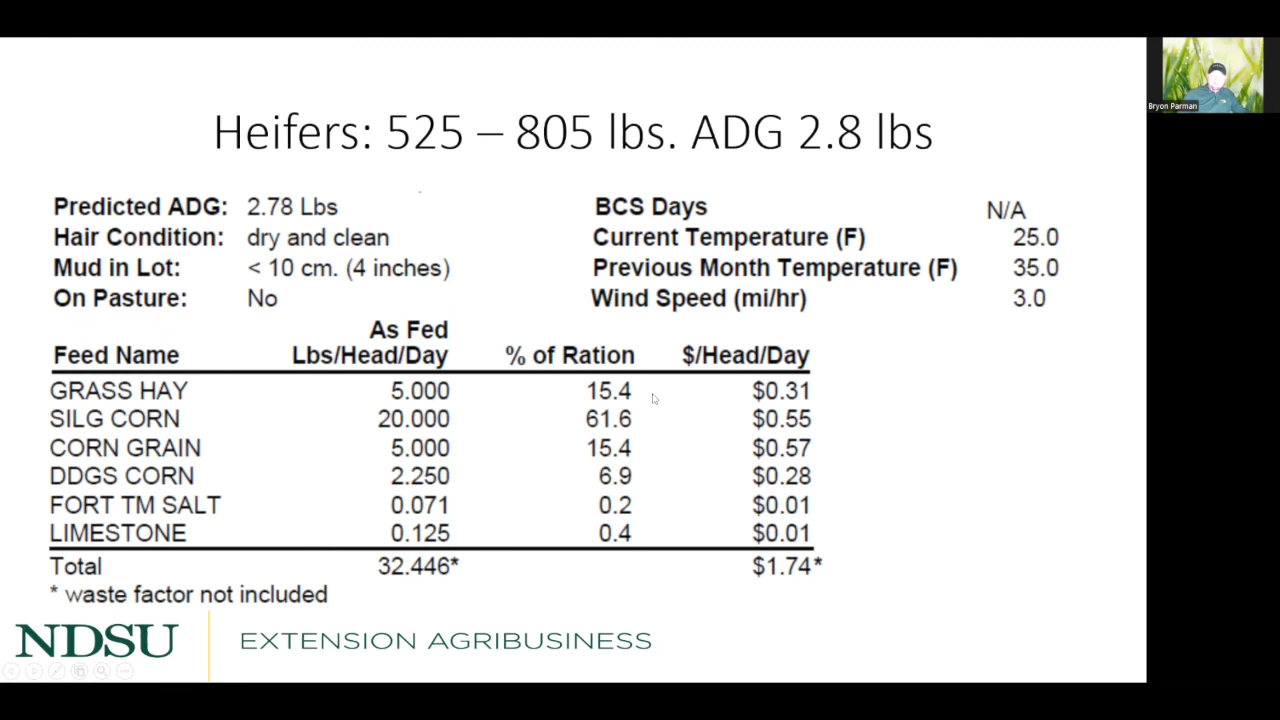 Heifers: 525 – 805 lbs. ADG 2.8 lbs
Bryon Parman
Predicted ADG: 2.78 Lbs BCS Days N/A
Hair Condition: dry and clean Current Temperature (F) 25.0
Mud in Lot: < 10 cm. (4 inches) Previous Month Temperature (F) 35.0
On Pasture: No Wind Speed (mi/hr) 3.0
As Fed
Feed Name Lbs/Head/Day % of Ration $/Head/Day
GRASS HAY 5.000 15.4 $0.31
SILG CORN 20.000 61.6 $0.55
CORN GRAIN 5.000 15.4 $0.57
DDGS CORN 2.250 6.9 $0.28
FORT TM SALT 0.071 0.2 $0.01
LIMESTONE 0.125 0.4 $0.01
Total 32.446* $1.74*
* waste factor not included
NDSU EXTENSION AGRIBUSINESS